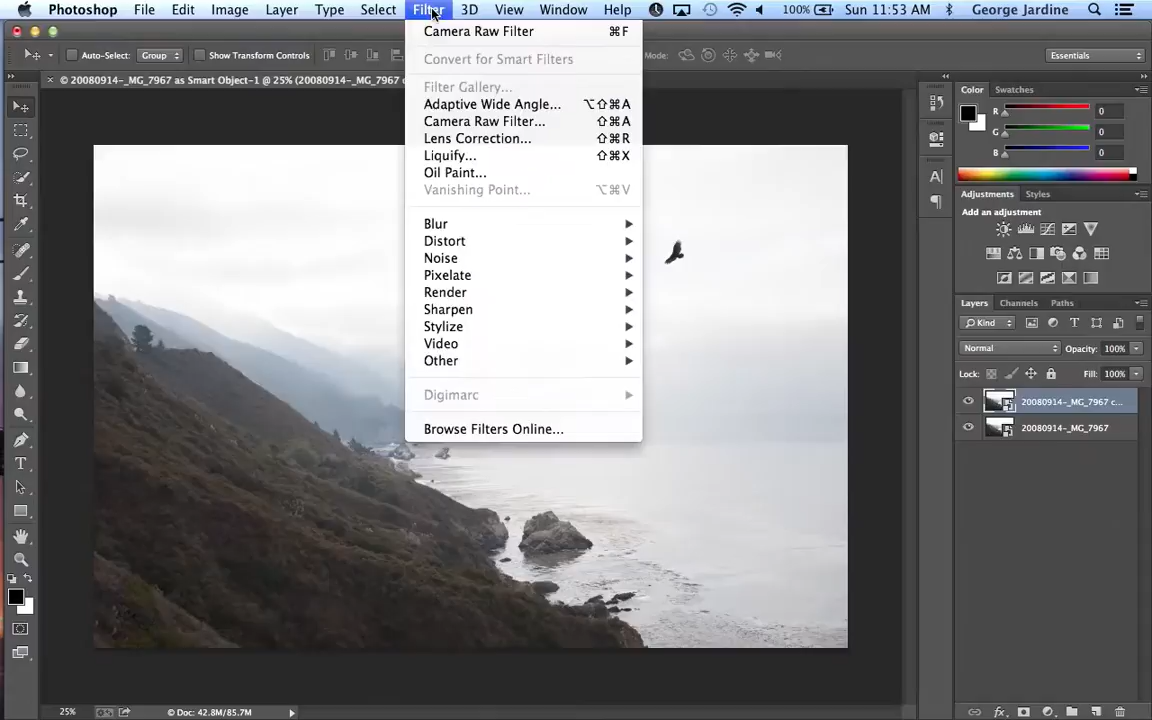 Photoshop File Edit Image Layer Type Select Filter 3D View Window Help 100% Sun 11:53 AM George Jardine
Auto-Select: Group Show Transform Controls Mode: Essentials
© 20080914-_MG_7967 as Smart Object-1 @ 25% (20080914-_MG_7967 c
Camera Raw Filter ⌘F
Convert for Smart Filters
Filter Gallery...
Adaptive Wide Angle... ⌥⇧⌘A
Camera Raw Filter... ⇧⌘A
Lens Correction... ⇧⌘R
Liquify... ⇧⌘X
Oil Paint...
Vanishing Point... ⌥⌘V
Blur
Distort
Noise
Pixelate
Render
Sharpen
Stylize
Video
Other
Digimarc
Browse Filters Online...
Color Swatches
R 0
G 0
B 0
Adjustments Styles
Add an adjustment
Layers Channels Paths
Kind
Normal Opacity: 100%
Lock: Fill: 100%
20080914-_MG_7967 c...
20080914-_MG_7967
fx
25% Doc: 42.8M/85.7M